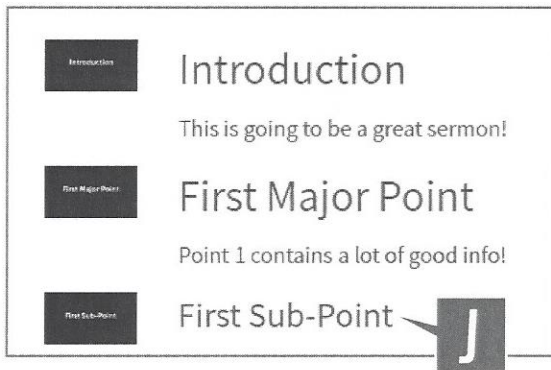 Introduction
Introduction
This is going to be a great sermon!
First Major Point
First Major Point
Point 1 contains a lot of good info!
First Sub-Point
First Sub-Point
J